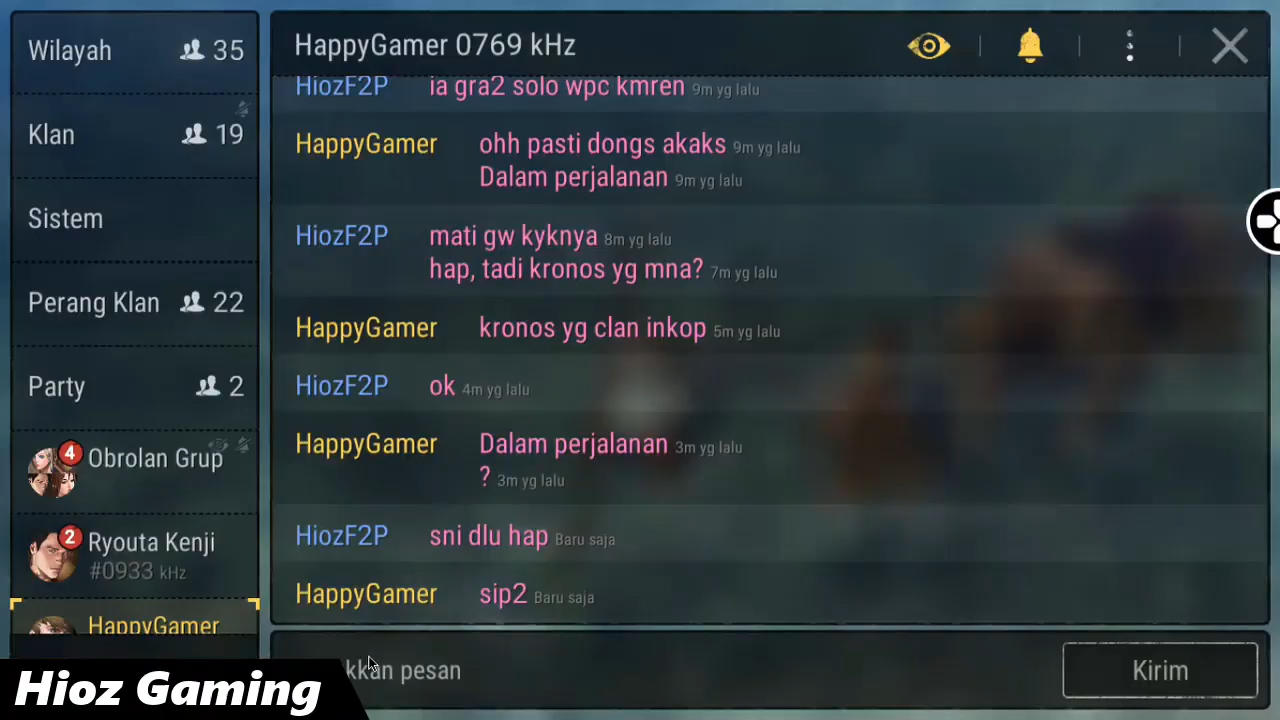 Wilayah 35
Klan 19
Sistem
Perang Klan 22
Party 2
4 Obrolan Grup
2 Ryouta Kenji
#0933 kHz
HappyGamer
HappyGamer 0769 kHz
HiozF2P ia gra2 solo wpc kmren 9m yg lalu
HappyGamer ohh pasti dongs akaks 9m yg lalu
Dalam perjalanan 9m yg lalu
HiozF2P mati gw kyknya 8m yg lalu
hap, tadi kronos yg mna? 7m yg lalu
HappyGamer kronos yg clan inkop 5m yg lalu
HiozF2P ok 4m yg lalu
HappyGamer Dalam perjalanan 3m yg lalu
? 3m yg lalu
HiozF2P sni dlu hap Baru saja
HappyGamer sip2 Baru saja
kkan pesan
Kirim
Hioz Gaming